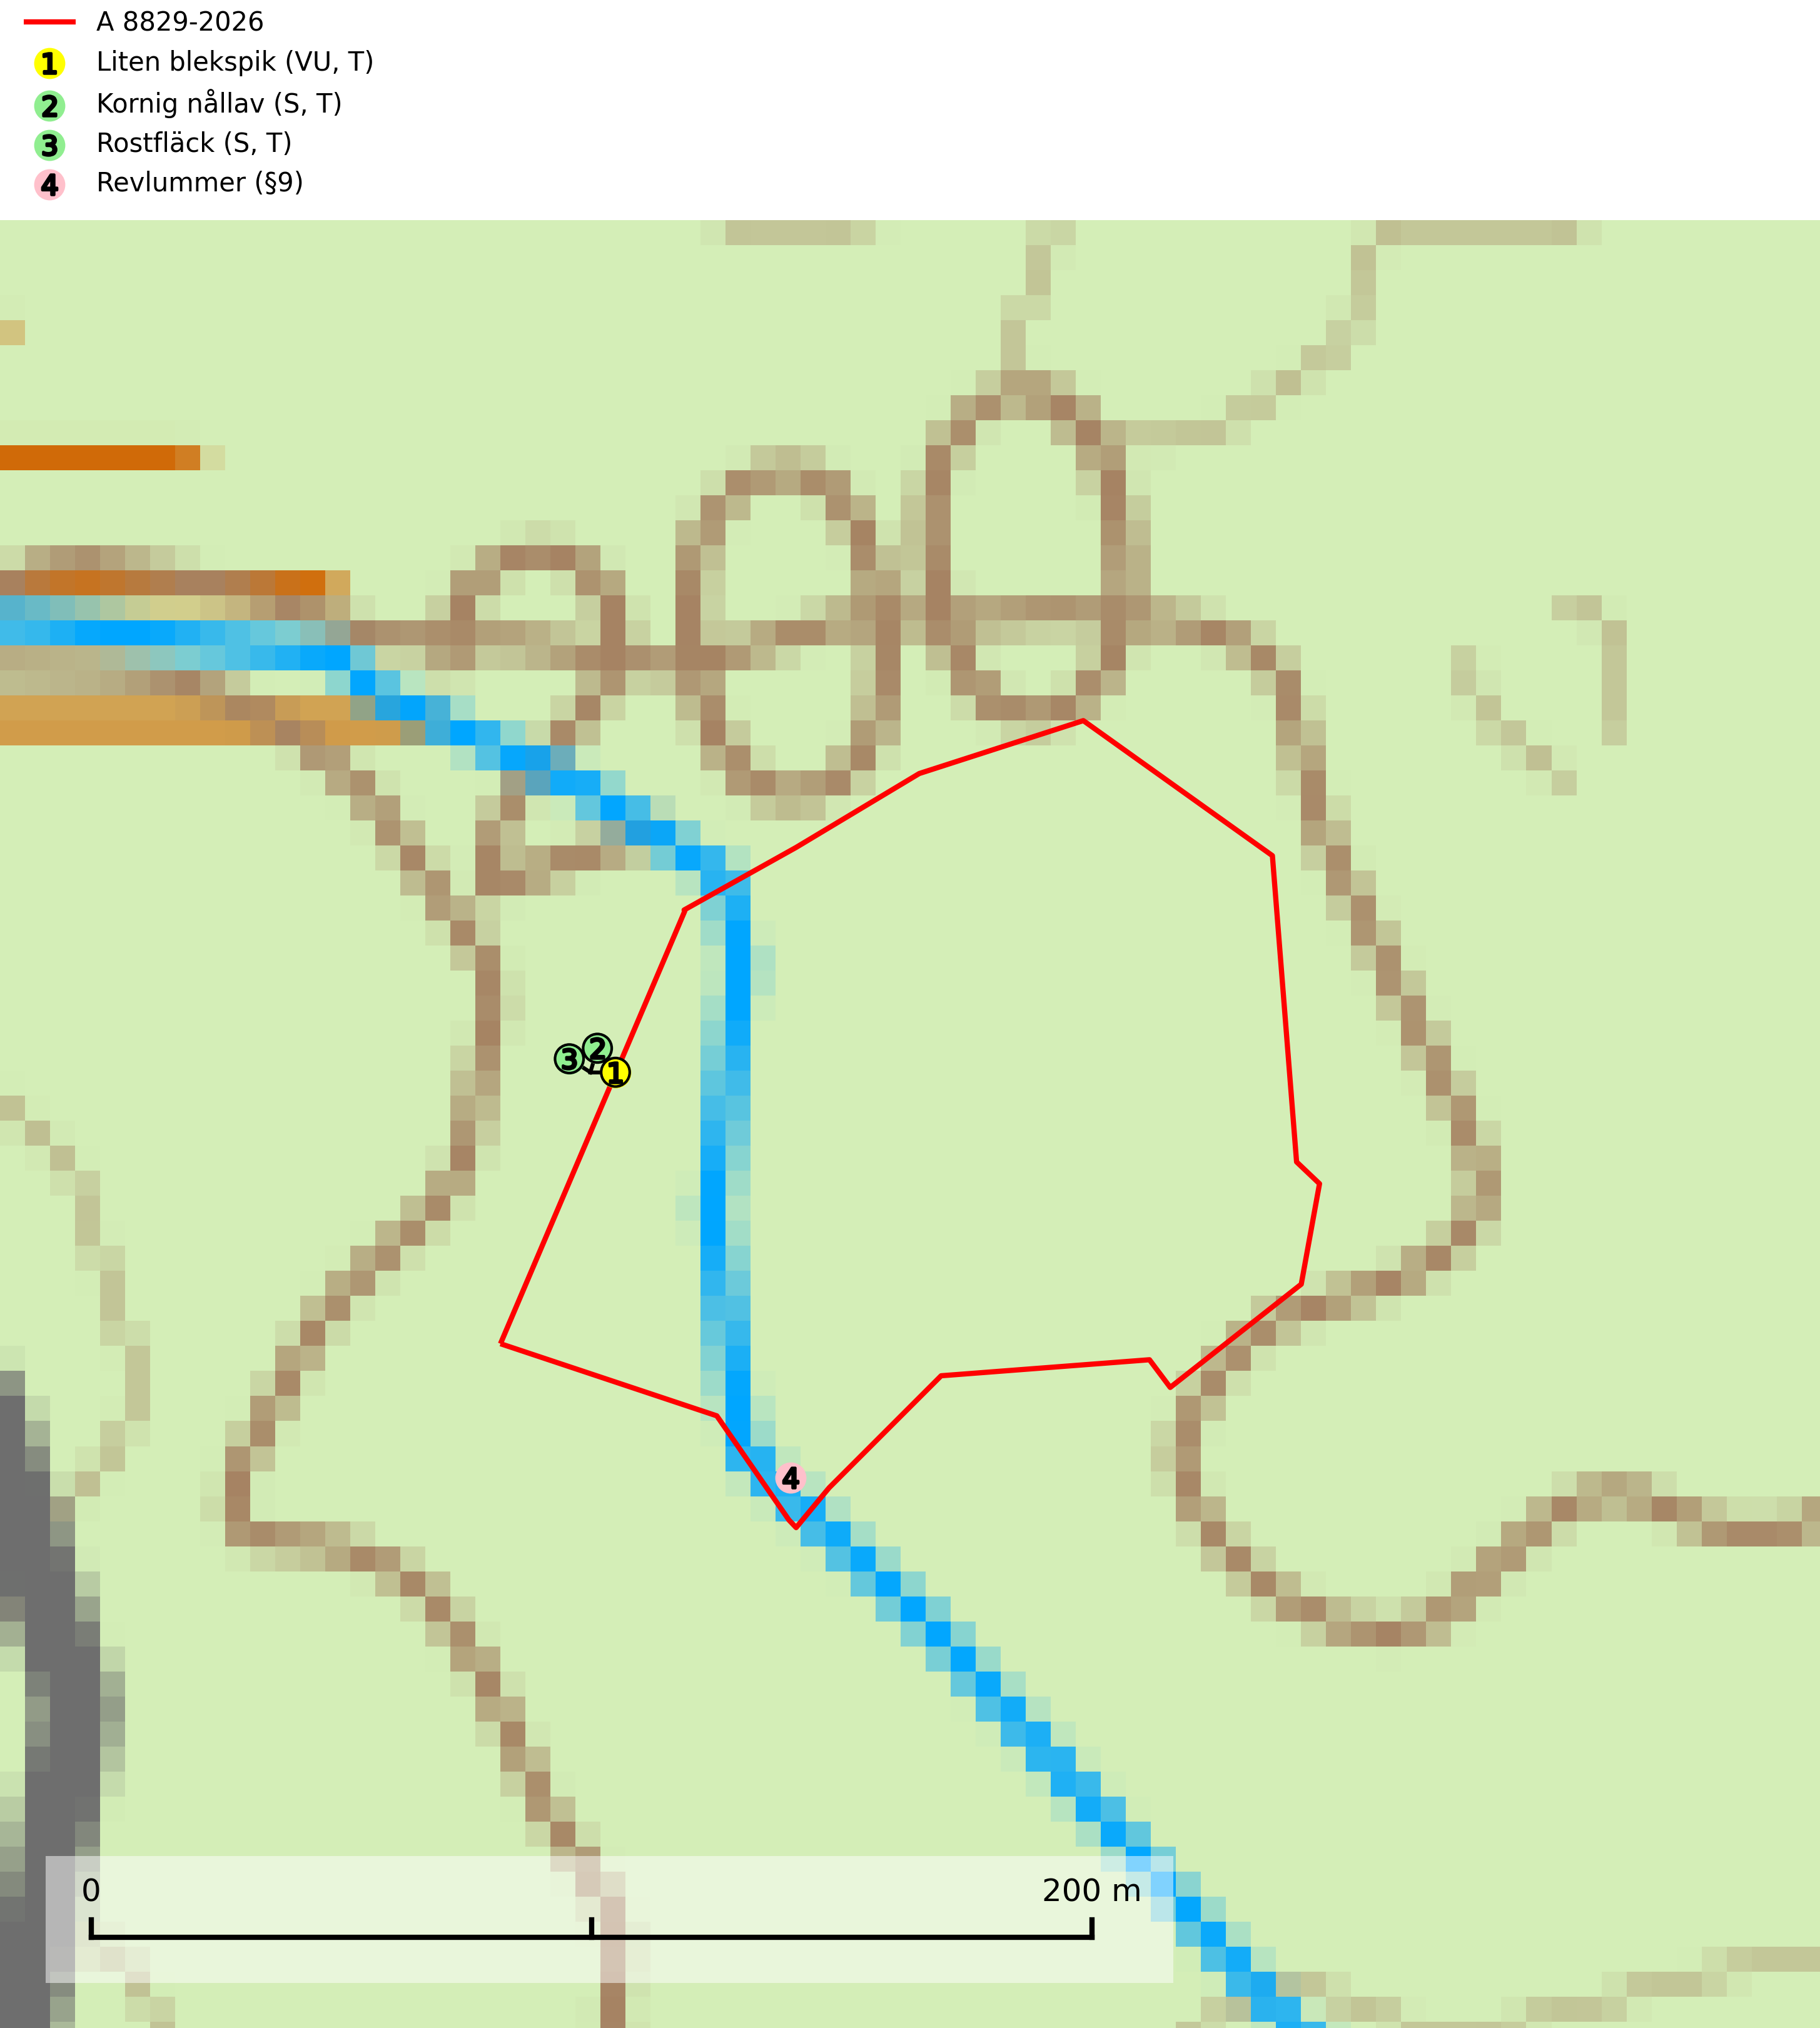 A 8829-2026
1 Liten blekspik (VU, T)
2 Kornig nållav (S, T)
3 Rostfläck (S, T)
4 Revlummer (§9)
2
3
1
4
0 200 m